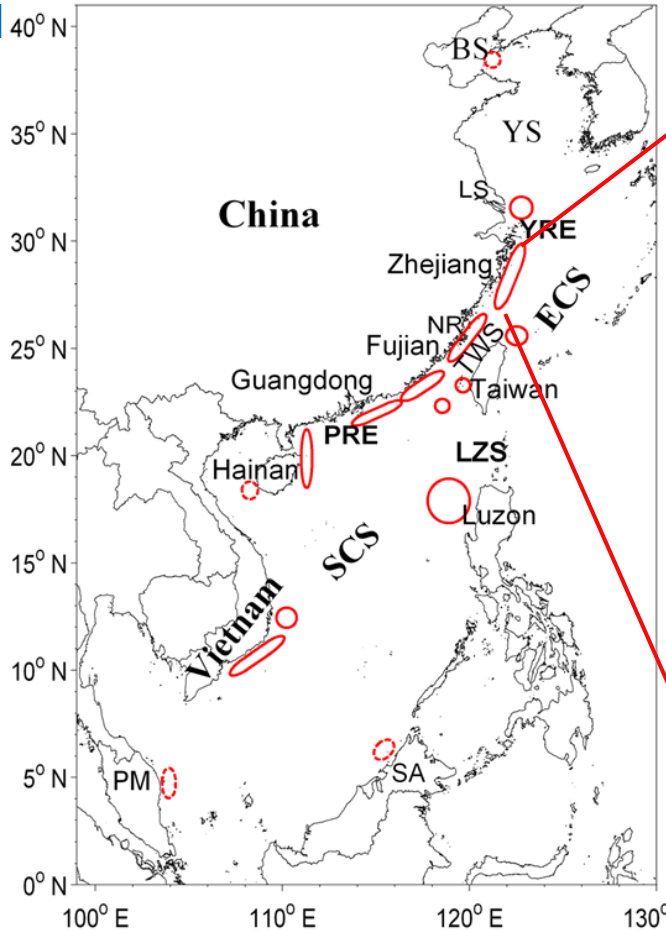 40° N
BS
35° N
YS
LS
China
30° N
YRE
Zhejiang
ECS
NR
25° N
TWS
Fujian
Guangdong
Taiwan
20° N
PRE
LZS
Hainan
Luzon
SCS
15° N
Vietnam
10° N
5° N
PM
SA
0° N
100° E
110° E
120° E
130°